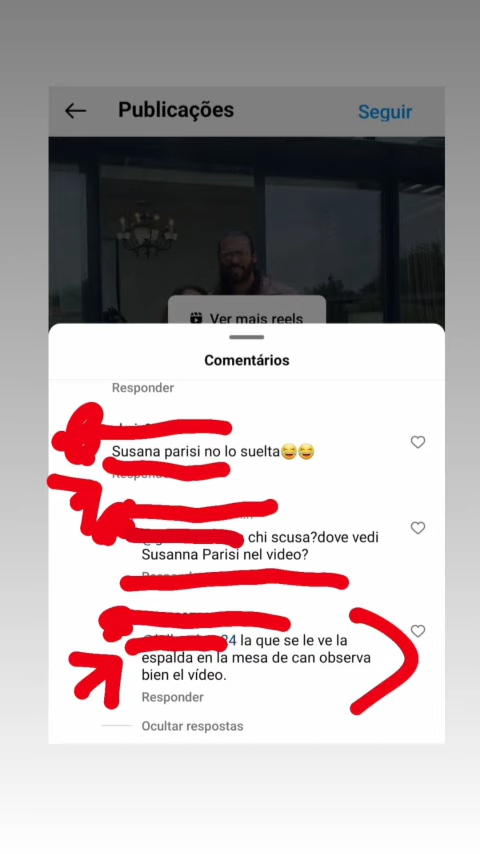 Publicações
Seguir
Ver mais reels
Comentários
Responder
Susana parisi no lo suelta😂😂
chi scusa?dove vedi
Susanna Parisi nel video?
24 la que se le ve la
espalda en la mesa de can observa
bien el vídeo.
Responder
Ocultar respostas